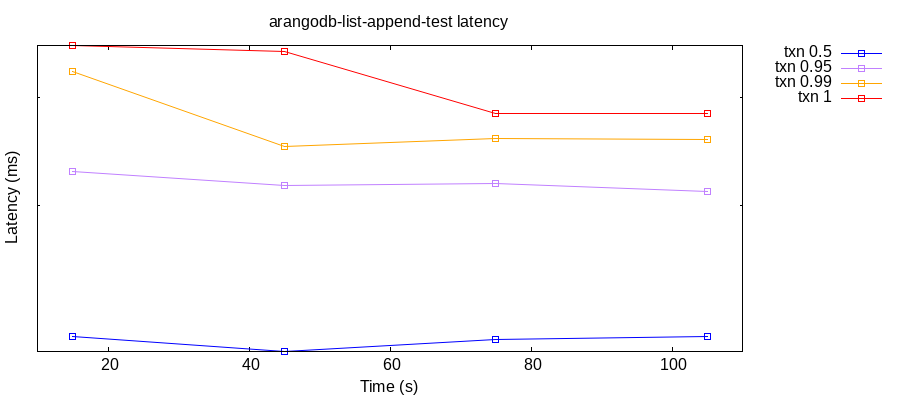 arangodb-list-append-test latency
txn 0.5
txn 0.95
txn 0.99
txn 1
Latency (ms)
20 40 60 80 100
Time (s)